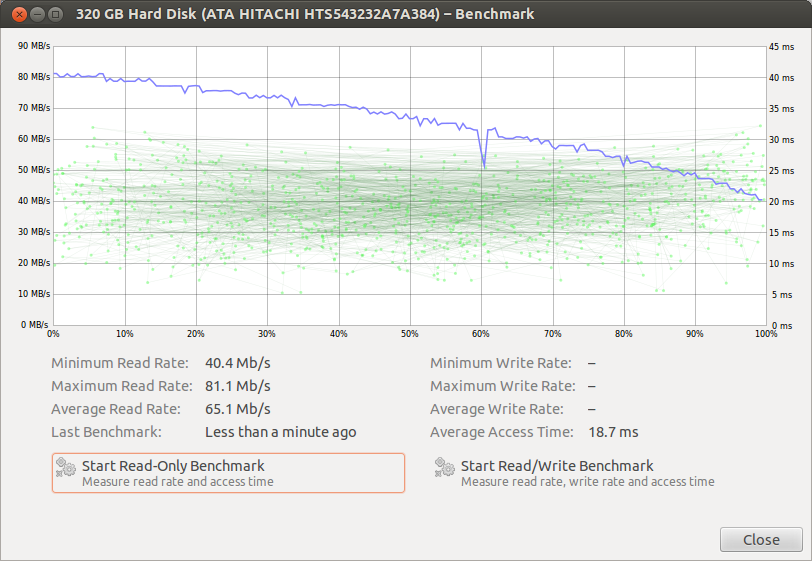 320 GB Hard Disk (ATA HITACHI HTS543232A7A384) – Benchmark
90 MB/s 45 ms
80 MB/s 40 ms
70 MB/s 35 ms
60 MB/s 30 ms
50 MB/s 25 ms
40 MB/s 20 ms
30 MB/s 15 ms
20 MB/s 10 ms
10 MB/s 5 ms
0 MB/s 0 ms
0% 10% 20% 30% 40% 50% 60% 70% 80% 90% 100%
Minimum Read Rate: 40.4 Mb/s Minimum Write Rate: –
Maximum Read Rate: 81.1 Mb/s Maximum Write Rate: –
Average Read Rate: 65.1 Mb/s Average Write Rate: –
Last Benchmark: Less than a minute ago Average Access Time: 18.7 ms
Start Read-Only Benchmark Start Read/Write Benchmark
Measure read rate and access time Measure read rate, write rate and access time
Close